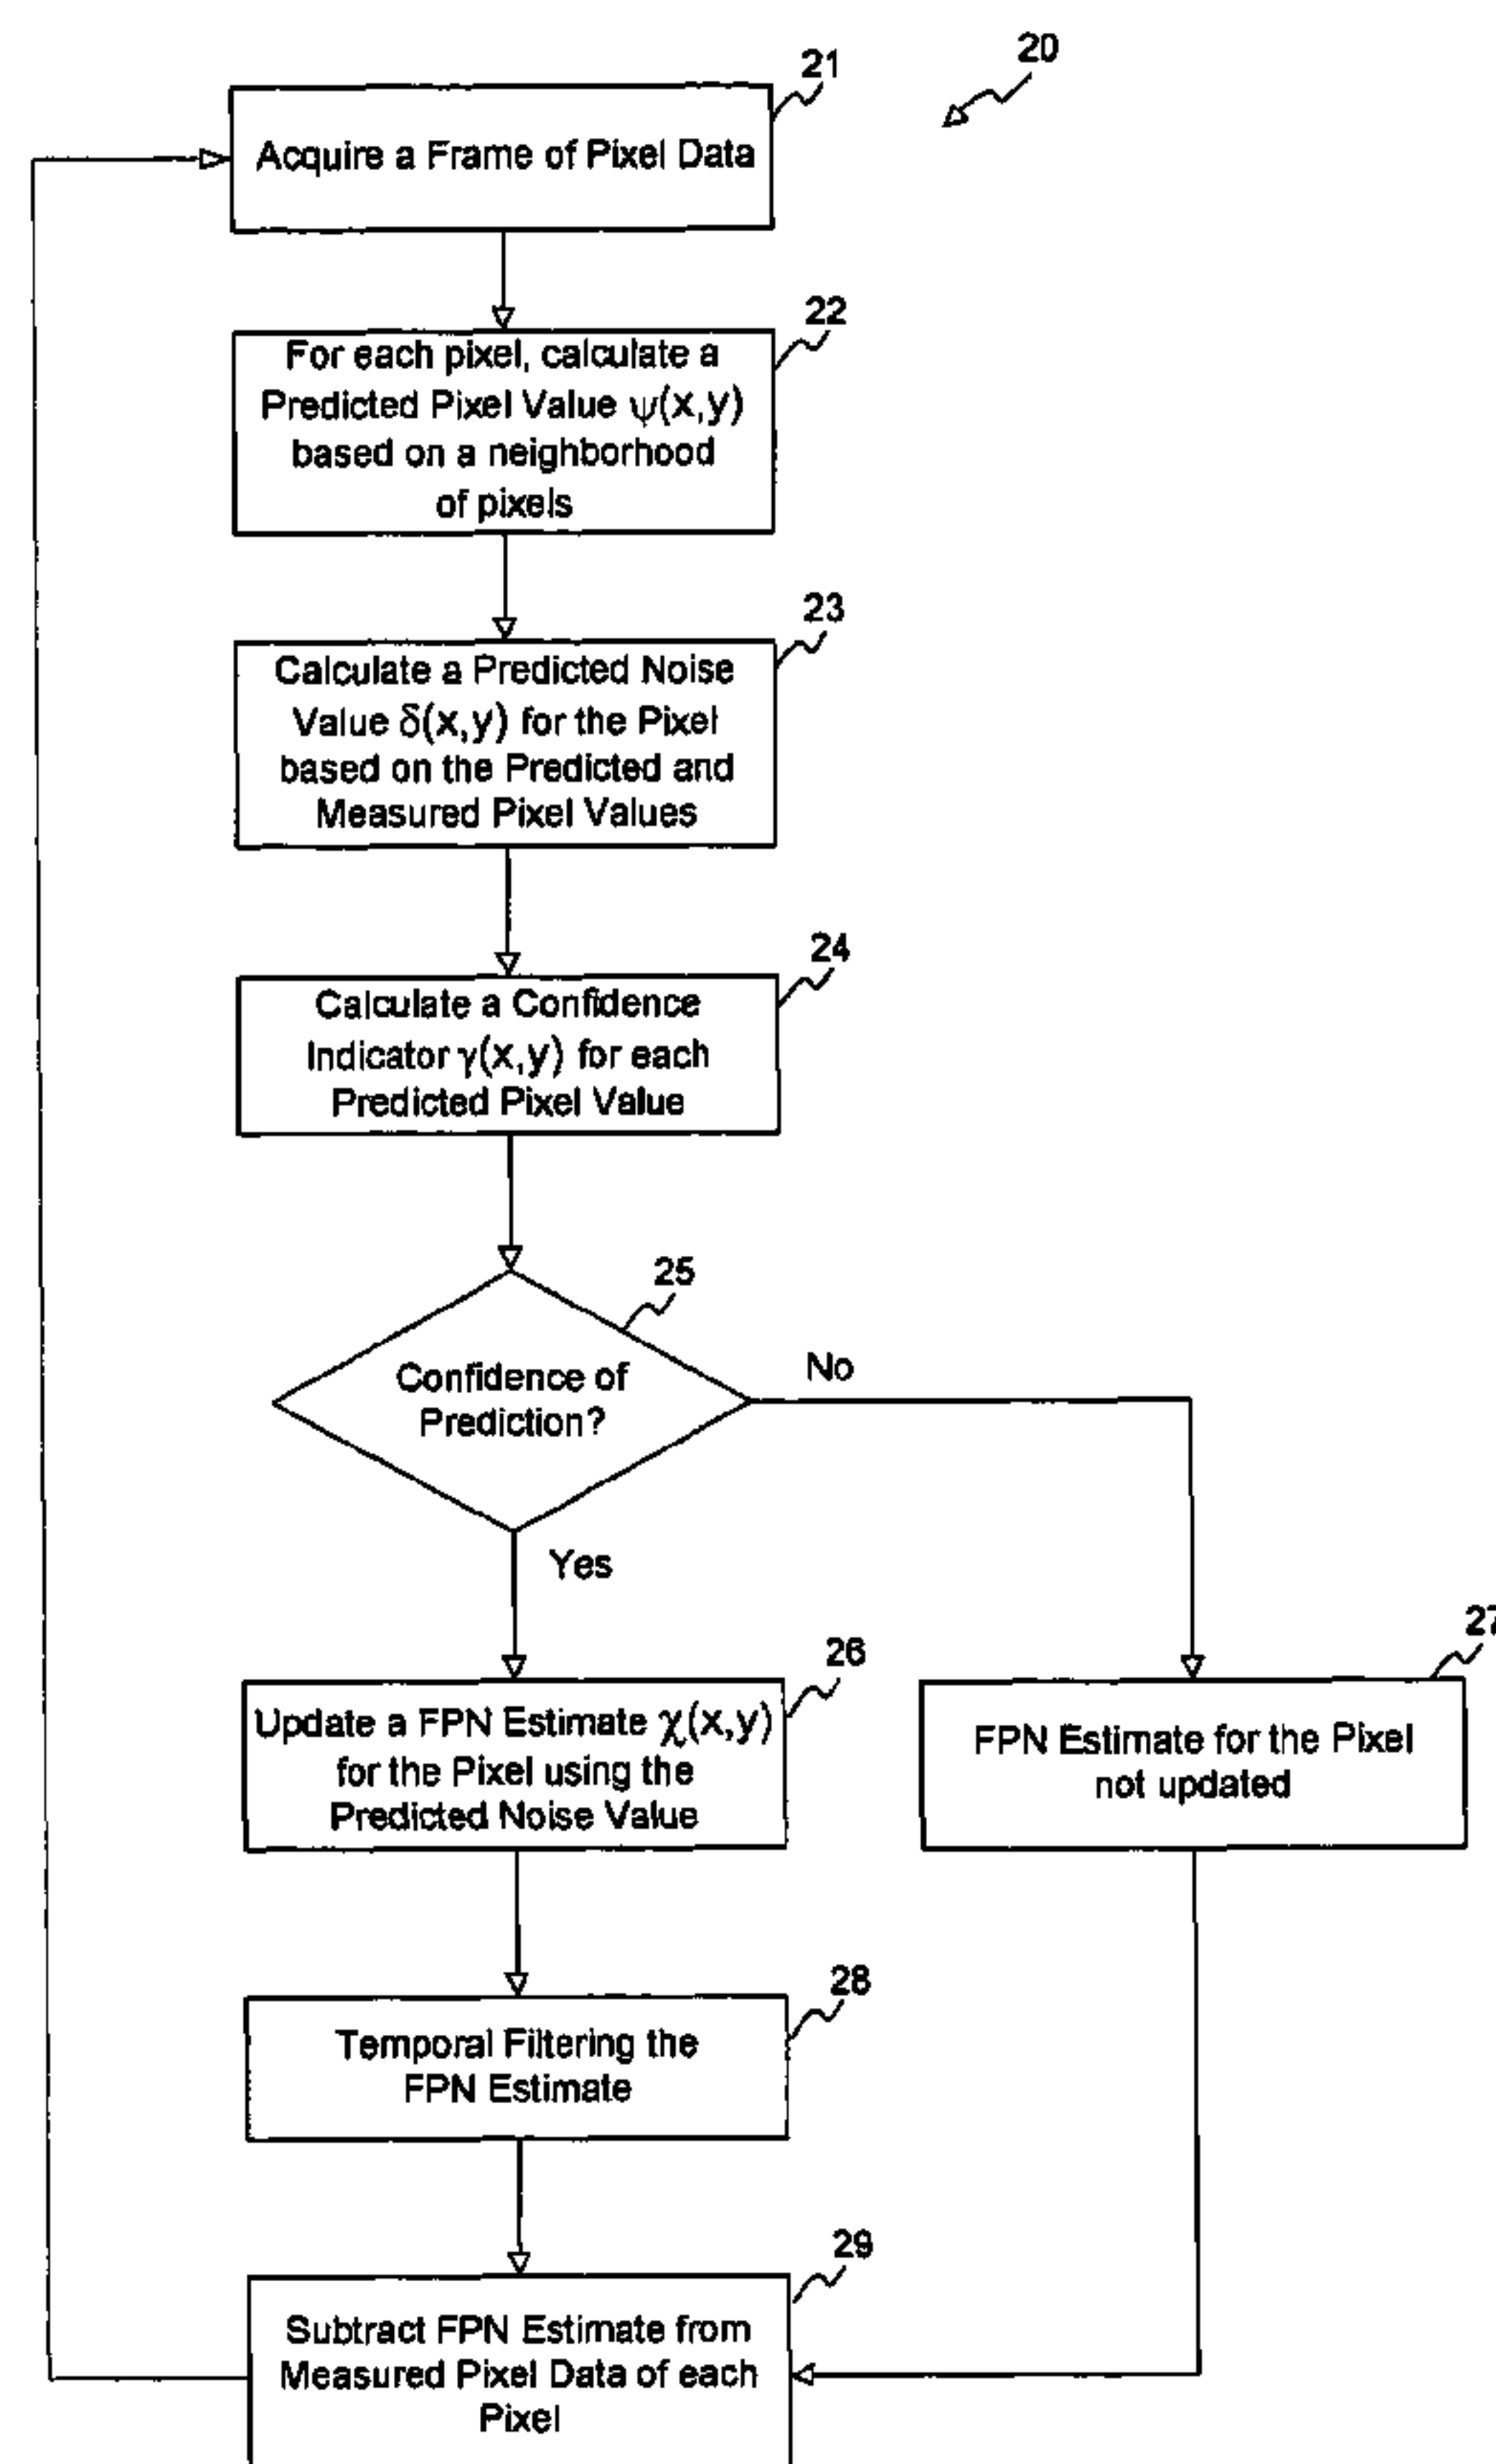 20
21
Acquire a Frame of Pixel Data
22
For each pixel, calculate a
Predicted Pixel Value ψ(x,y)
based on a neighborhood
of pixels
23
Calculate a Predicted Noise
Value δ(x,y) for the Pixel
based on the Predicted and
Measured Pixel Values
24
Calculate a Confidence
Indicator γ(x,y) for each
Predicted Pixel Value
25
Confidence of
Prediction?
No
Yes
26
Update a FPN Estimate χ(x,y)
for the Pixel using the
Predicted Noise Value
27
FPN Estimate for the Pixel
not updated
28
Temporal Filtering the
FPN Estimate
29
Subtract FPN Estimate from
Measured Pixel Data of each
Pixel